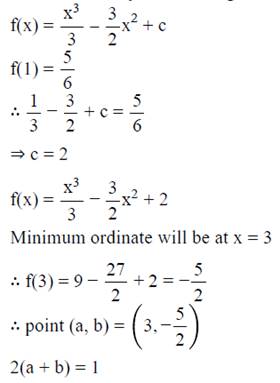 f(x) = x³/3 − 3/2 x² + c
f(1) = 5/6
∴ 1/3 − 3/2 + c = 5/6
⇒ c = 2
f(x) = x³/3 − 3/2 x² + 2
Minimum ordinate will be at x = 3
∴ f(3) = 9 − 27/2 + 2 = −5/2
∴ point (a, b) = (3, −5/2)
2(a + b) = 1